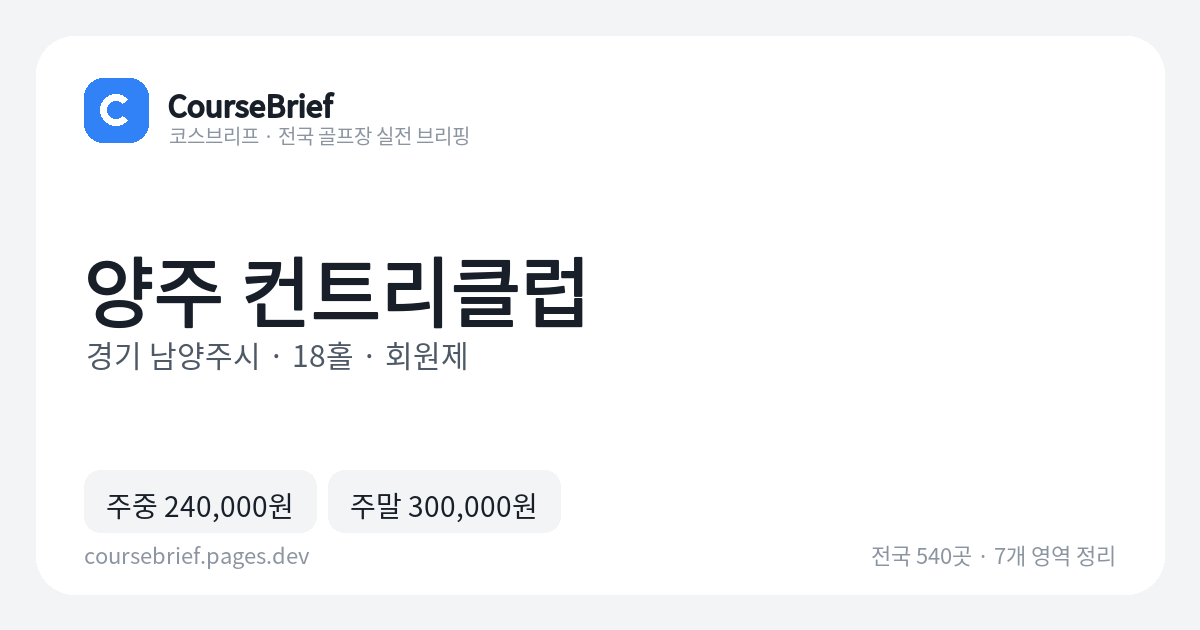 C
CourseBrief
코스브리프 · 전국 골프장 실전 브리핑
양주 컨트리클럽
경기 남양주시 · 18홀 · 회원제
주중 240,000원 주말 300,000원
coursebrief.pages.dev 전국 540곳 · 7개 영역 정리